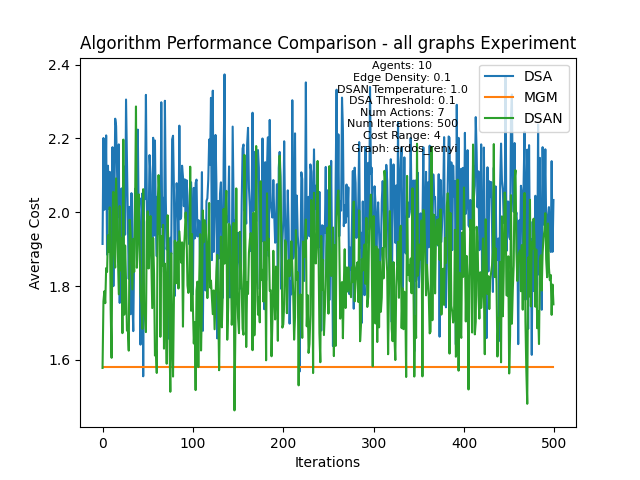 Algorithm Performance Comparison - all graphs Experiment
Agents: 10
Edge Density: 0.1
DSAN Temperature: 1.0
DSA Threshold: 0.1
Num Actions: 7
Num Iterations: 500
Cost Range: 4
Graph: erdos_renyi
DSA
MGM
DSAN
Average Cost
2.4
2.2
2.0
1.8
1.6
0 100 200 300 400 500
Iterations